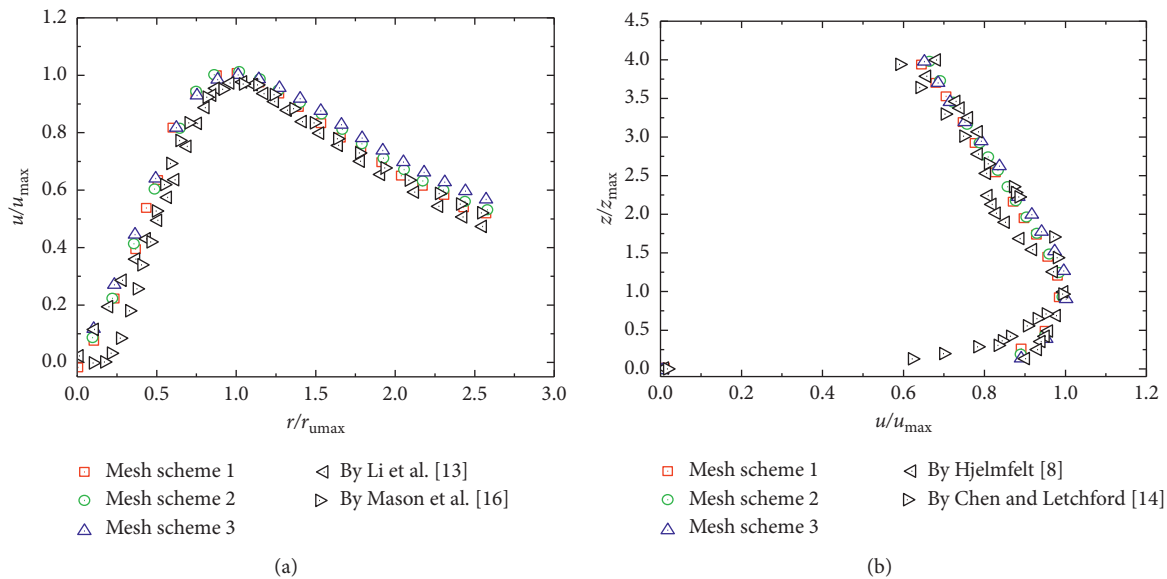 1.2
1.0
0.8
0.6
0.4
0.2
0.0
u/u_max
0.0 0.5 1.0 1.5 2.0 2.5 3.0
r/r_umax
Mesh scheme 1
Mesh scheme 2
Mesh scheme 3
By Li et al. [13]
By Mason et al. [16]
(a)
4.5
4.0
3.5
3.0
2.5
2.0
1.5
1.0
0.5
0.0
z/z_max
0.0 0.2 0.4 0.6 0.8 1.0 1.2
u/u_max
Mesh scheme 1
Mesh scheme 2
Mesh scheme 3
By Hjelmfelt [8]
By Chen and Letchford [14]
(b)